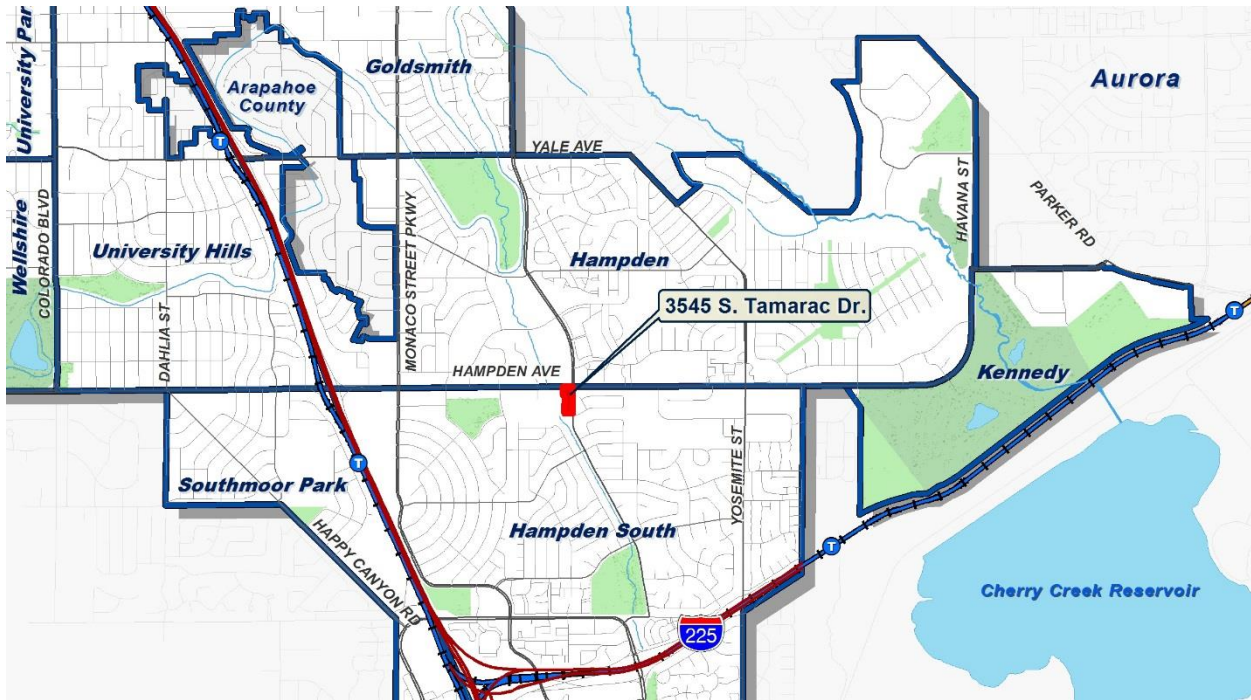 University Park
Goldsmith
Arapahoe
County
Aurora
T
YALE AVE
HAVANA ST
PARKER RD
Wellshire
COLORADO BLVD
University Hills
MONACO STREET PKWY
Hampden
DAHLIA ST
3545 S. Tamarac Dr.
T
HAMPDEN AVE
Kennedy
T
Southmoor Park
YOSEMITE ST
HAPPY CANYON RD
Hampden South
T
Cherry Creek Reservoir
225